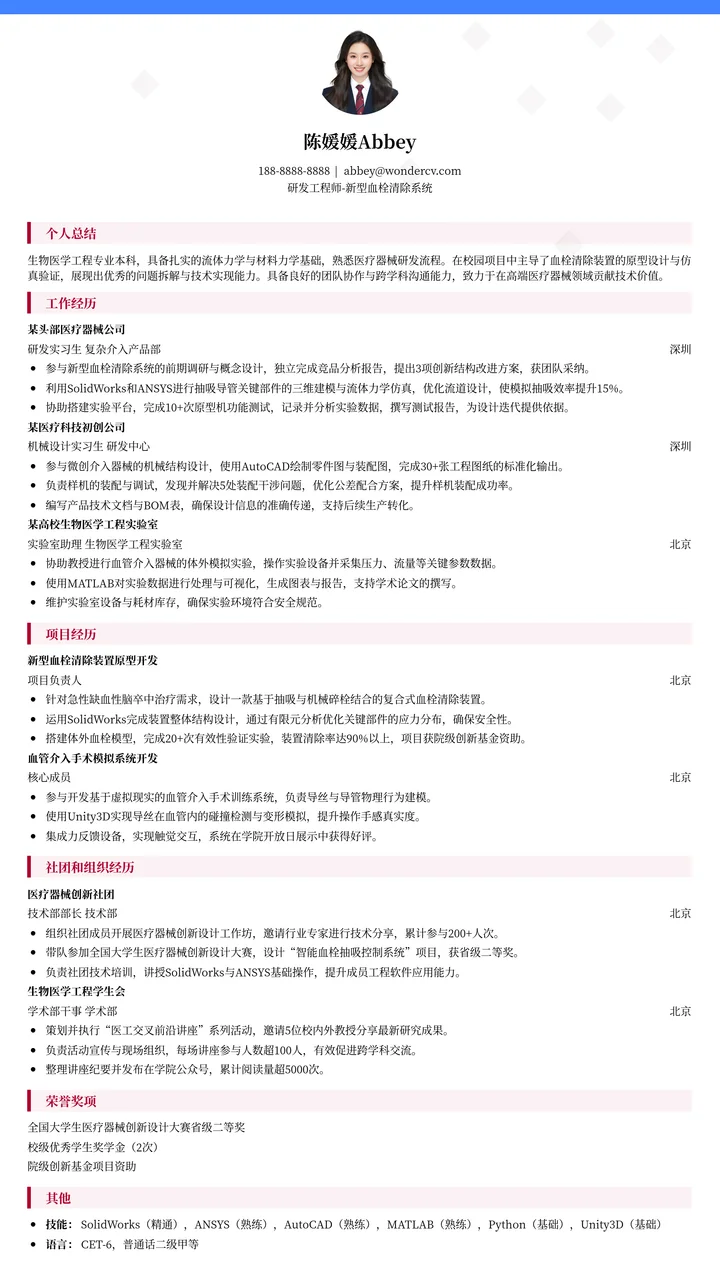 陈媛媛Abbey
188-8888-8888 | abbey@wondercv.com
研发工程师-新型血栓清除系统
个人总结
生物医学工程专业本科，具备扎实的流体力学与材料力学基础，熟悉医疗器械研发流程。在校园项目中主导了血栓清除装置的原型设计与仿
真验证，展现出优秀的问题拆解与技术实现能力。具备良好的团队协作与跨学科沟通能力，致力于在高端医疗器械领域贡献技术价值。
工作经历
某头部医疗器械公司
研发实习生 复杂介入产品部 深圳
• 参与新型血栓清除系统的前期调研与概念设计，独立完成竞品分析报告，提出3项创新结构改进方案，获团队采纳。
• 利用SolidWorks和ANSYS进行抽吸导管关键部件的三维建模与流体力学仿真，优化流道设计，使模拟抽吸效率提升15%。
• 协助搭建实验平台，完成10+次原型机功能测试，记录并分析实验数据，撰写测试报告，为设计迭代提供依据。
某医疗科技初创公司
机械设计实习生 研发中心 深圳
• 参与微创介入器械的机械结构设计，使用AutoCAD绘制零件图与装配图，完成30+张工程图纸的标准化输出。
• 负责样机的装配与调试，发现并解决5处装配干涉问题，优化公差配合方案，提升样机装配成功率。
• 编写产品技术文档与BOM表，确保设计信息的准确传递，支持后续生产转化。
某高校生物医学工程实验室
实验室助理 生物医学工程实验室 北京
• 协助教授进行血管介入器械的体外模拟实验，操作实验设备并采集压力、流量等关键参数数据。
• 使用MATLAB对实验数据进行处理与可视化，生成图表与报告，支持学术论文的撰写。
• 维护实验室设备与耗材库存，确保实验环境符合安全规范。
项目经历
新型血栓清除装置原型开发
项目负责人 北京
• 针对急性缺血性脑卒中治疗需求，设计一款基于抽吸与机械碎栓结合的复合式血栓清除装置。
• 运用SolidWorks完成装置整体结构设计，通过有限元分析优化关键部件的应力分布，确保安全性。
• 搭建体外血栓模型，完成20+次有效性验证实验，装置清除率达90%以上，项目获院级创新基金资助。
血管介入手术模拟系统开发
核心成员 北京
• 参与开发基于虚拟现实的血管介入手术训练系统，负责导丝与导管物理行为建模。
• 使用Unity3D实现导丝在血管内的碰撞检测与变形模拟，提升操作手感真实度。
• 集成力反馈设备，实现触觉交互，系统在学院开放日展示中获得好评。
社团和组织经历
医疗器械创新社团
技术部部长 技术部 北京
• 组织社团成员开展医疗器械创新设计工作坊，邀请行业专家进行技术分享，累计参与200+人次。
• 带队参加全国大学生医疗器械创新设计大赛，设计“智能血栓抽吸控制系统”项目，获省级二等奖。
• 负责社团技术培训，讲授SolidWorks与ANSYS基础操作，提升成员工程软件应用能力。
生物医学工程学生会
学术部干事 学术部 北京
• 策划并执行“医工交叉前沿讲座”系列活动，邀请5位校内外教授分享最新研究成果。
• 负责活动宣传与现场组织，每场讲座参与人数超100人，有效促进跨学科交流。
• 整理讲座纪要并发布在学院公众号，累计阅读量超5000次。
荣誉奖项
全国大学生医疗器械创新设计大赛省级二等奖
校级优秀学生奖学金（2次）
院级创新基金项目资助
其他
• 技能： SolidWorks（精通），ANSYS（熟练），AutoCAD（熟练），MATLAB（熟练），Python（基础），Unity3D（基础）
• 语言： CET-6，普通话二级甲等